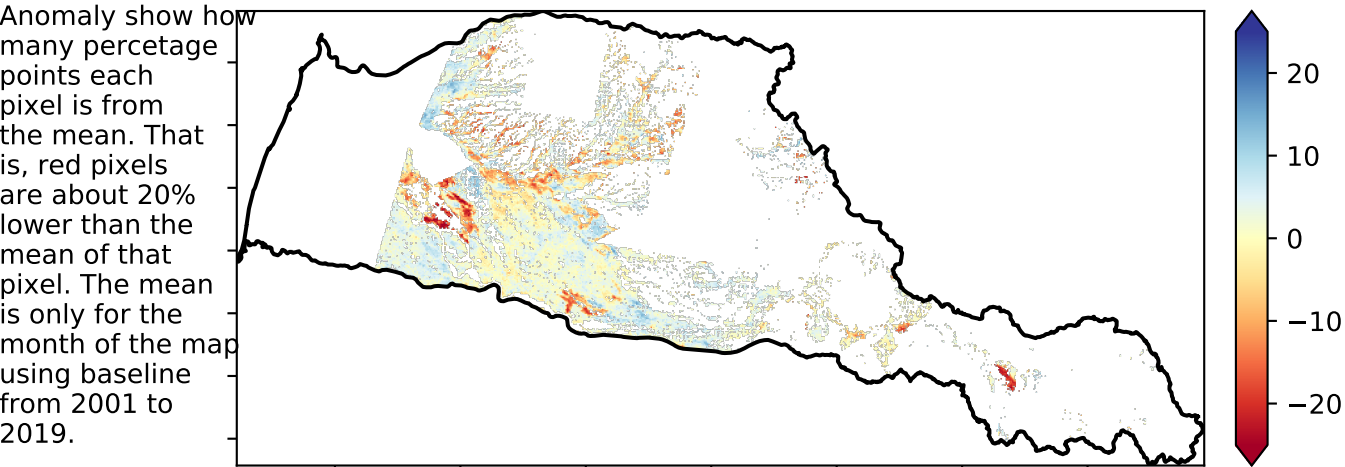 Anomaly show how
many percetage
points each
pixel is from
the mean. That
is, red pixels
are about 20%
lower than the
mean of that
pixel. The mean
is only for the
month of the map
using baseline
from 2001 to
2019.
20
10
0
−10
−20